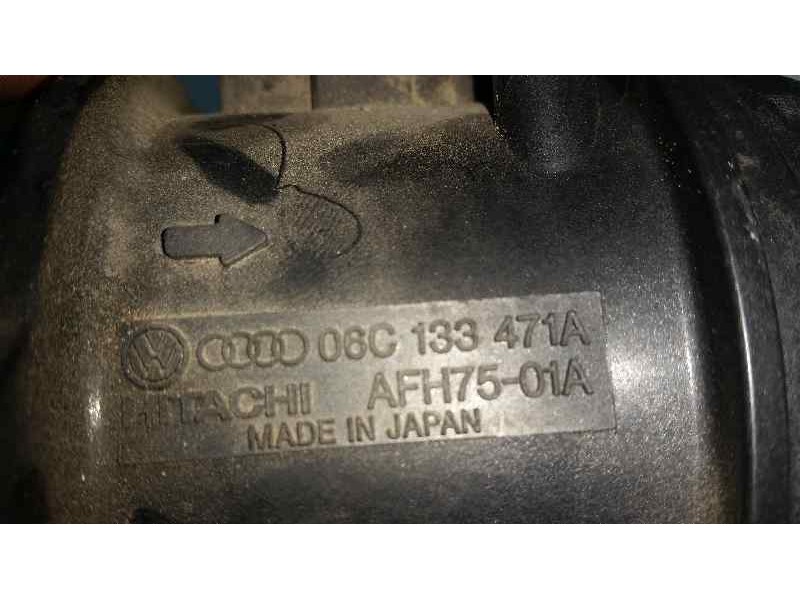 06C 133 471A
HITACHI AFH75-01A
MADE IN JAPAN